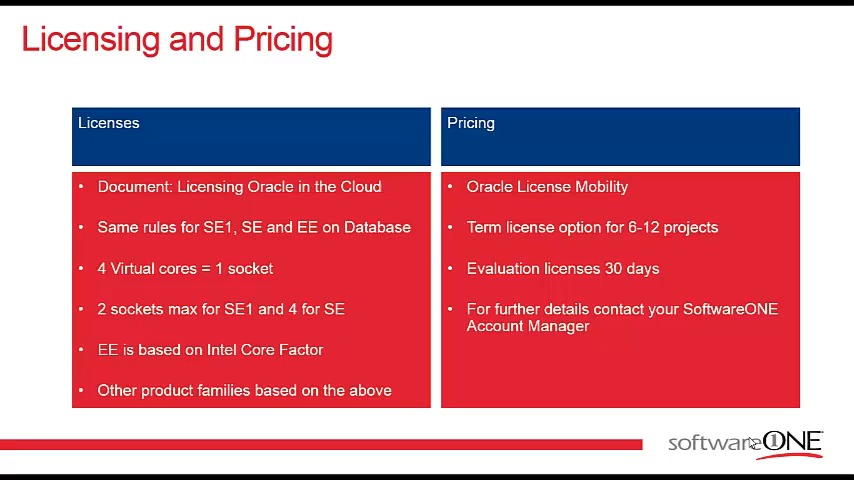 Licensing and Pricing
Licenses
• Document: Licensing Oracle in the Cloud
• Same rules for SE1, SE and EE on Database
• 4 Virtual cores = 1 socket
• 2 sockets max for SE1 and 4 for SE
• EE is based on Intel Core Factor
• Other product families based on the above
Pricing
• Oracle License Mobility
• Term license option for 6-12 projects
• Evaluation licenses 30 days
• For further details contact your SoftwareONE
Account Manager
softwareONE